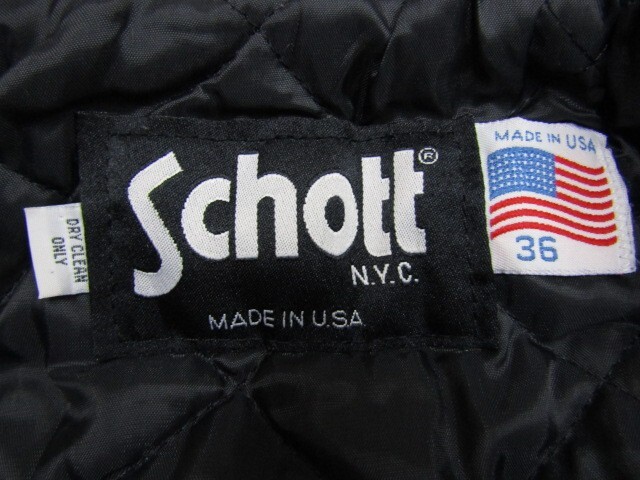 DRY CLEAN
ONLY
Schott®
N.Y.C.
MADE IN U.S.A
MADE IN USA
36